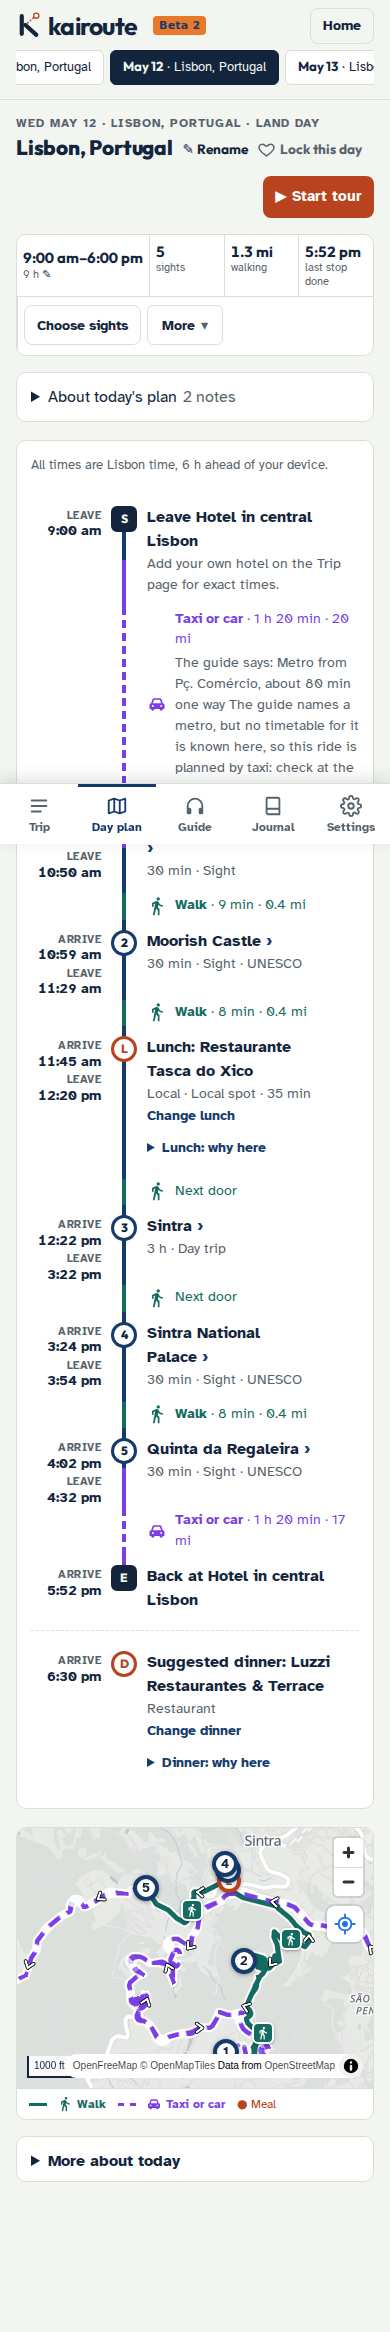 kairoute Beta 2 Home
bon, Portugal May 12 · Lisbon, Portugal May 13 · Lisb
WED MAY 12 · LISBON, PORTUGAL · LAND DAY
Lisbon, Portugal ✎ Rename Lock this day
▶ Start tour
9:00 am–6:00 pm 5 1.3 mi 5:52 pm
9 h ✎ sights walking last stop
done
Choose sights More ▾
▶ About today's plan 2 notes
All times are Lisbon time, 6 h ahead of your device.
LEAVE
9:00 am
S
Leave Hotel in central
Lisbon
Add your own hotel on the Trip
page for exact times.
Taxi or car · 1 h 20 min · 20
mi
The guide says: Metro from
Pç. Comércio, about 80 min
one way The guide names a
metro, but no timetable for it
is known here, so this ride is
planned by taxi: check at the
Trip Day plan Guide Journal Settings
›
LEAVE
10:50 am
30 min · Sight
Walk · 9 min · 0.4 mi
ARRIVE
10:59 am
LEAVE
11:29 am
2
Moorish Castle ›
30 min · Sight · UNESCO
Walk · 8 min · 0.4 mi
ARRIVE
11:45 am
LEAVE
12:20 pm
L
Lunch: Restaurante
Tasca do Xico
Local · Local spot · 35 min
Change lunch
▶ Lunch: why here
Next door
ARRIVE
12:22 pm
LEAVE
3:22 pm
3
Sintra ›
3 h · Day trip
Next door
ARRIVE
3:24 pm
LEAVE
3:54 pm
4
Sintra National
Palace ›
30 min · Sight · UNESCO
Walk · 8 min · 0.4 mi
ARRIVE
4:02 pm
LEAVE
4:32 pm
5
Quinta da Regaleira ›
30 min · Sight · UNESCO
Taxi or car · 1 h 20 min · 17
mi
ARRIVE
5:52 pm
E
Back at Hotel in central
Lisbon
ARRIVE
6:30 pm
D
Suggested dinner: Luzzi
Restaurantes & Terrace
Restaurant
Change dinner
▶ Dinner: why here
Sintra
+
−
4
5
2
SÃO
PEN
1
1000 ft OpenFreeMap © OpenMapTiles Data from OpenStreetMap
Walk Taxi or car Meal
▶ More about today